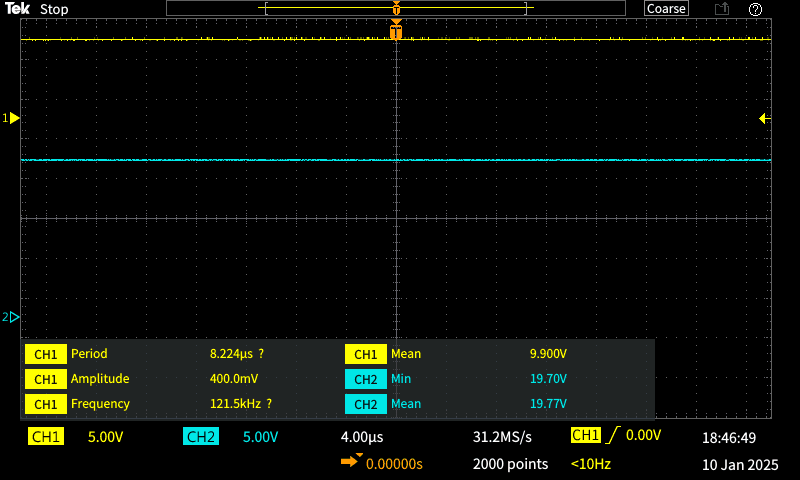 Tek Stop T Coarse ?
T
1
2
CH1 Period 8.224µs ? CH1 Mean 9.900V
CH1 Amplitude 400.0mV CH2 Min 19.70V
CH1 Frequency 121.5kHz ? CH2 Mean 19.77V
CH1 5.00V CH2 5.00V 4.00µs 31.2MS/s CH1 0.00V 18:46:49
0.00000s 2000 points <10Hz 10 Jan 2025